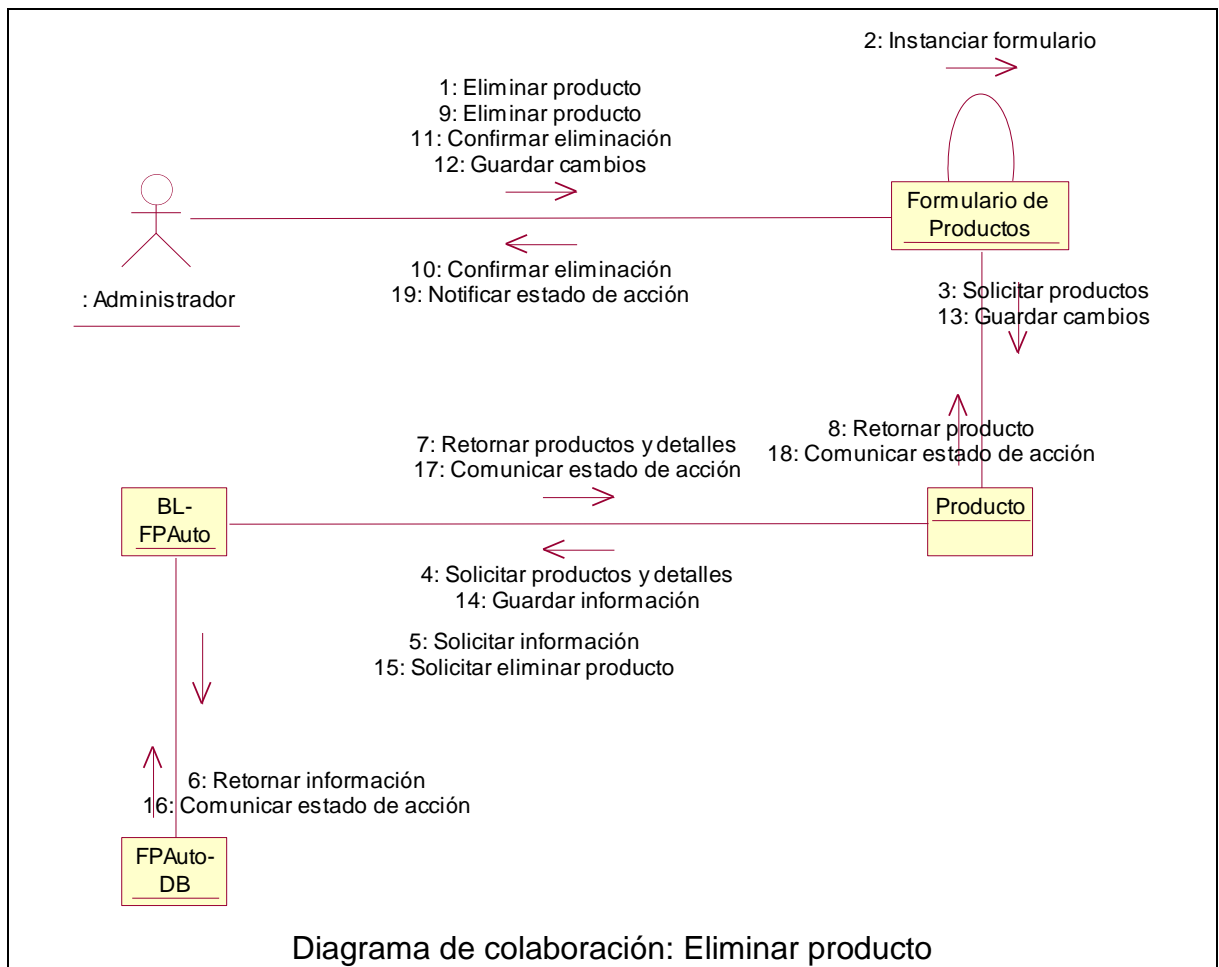 2: Instanciar formulario
1: Eliminar producto
9: Eliminar producto
11: Confirmar eliminación
12: Guardar cambios
Formulario de
Productos
: Administrador
10: Confirmar eliminación
19: Notificar estado de acción
3: Solicitar productos
13: Guardar cambios
8: Retornar producto
18: Comunicar estado de acción
7: Retornar productos y detalles
17: Comunicar estado de acción
BL-
FPAuto
Producto
4: Solicitar productos y detalles
14: Guardar información
5: Solicitar información
15: Solicitar eliminar producto
6: Retornar información
16: Comunicar estado de acción
FPAuto-
DB
Diagrama de colaboración: Eliminar producto